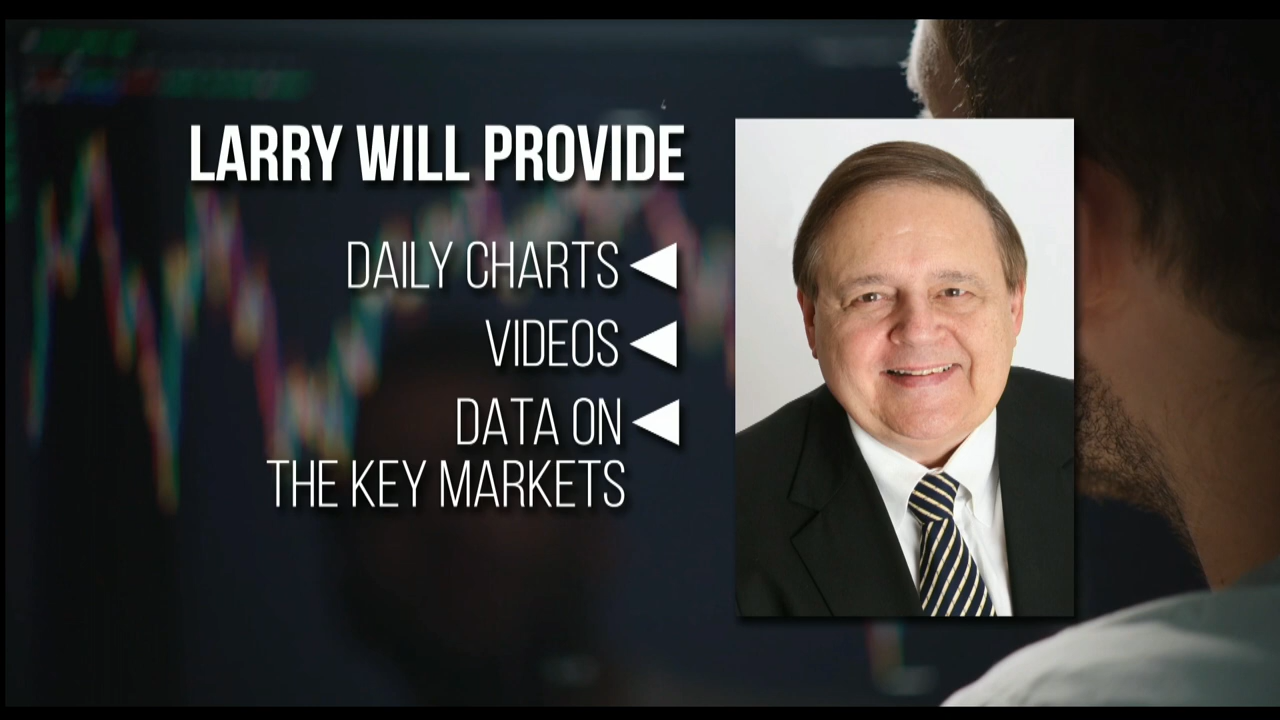 LARRY WILL PROVIDE
DAILY CHARTS
VIDEOS
DATA ON
THE KEY MARKETS